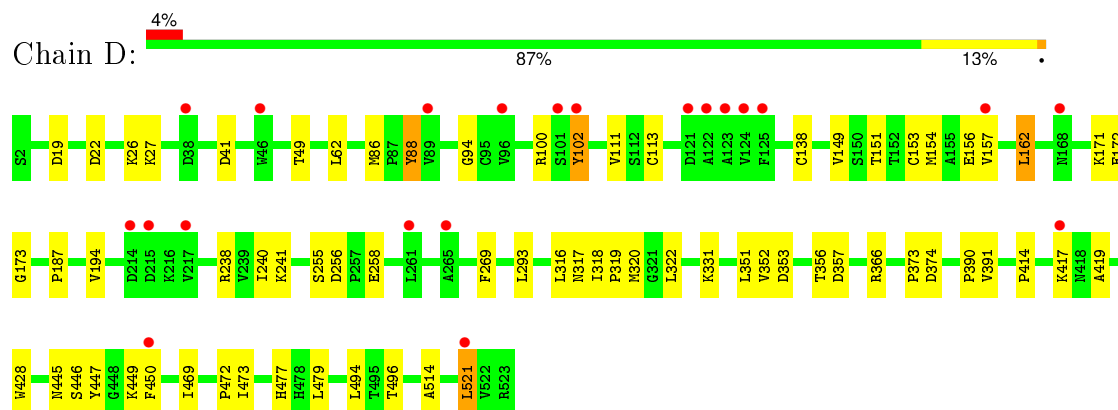 4%
Chain D:
87% 13% •
S2 D19 D22 K26 K27 D38 D41 W46 T49 L62 M86 P87 Y88 V89 G94 C95 V96 R100 S101 Y102 V111 S112 C113 D121 A122 A123 V124 F125 C138 V149 S150 T151 T152 C153 M154 A155 E156 V157 L162 N168 K171
G173 P187 V194 D214 D215 K216 V217 R238 V239 I240 K241 S255 D256 P257 E258 L261 A265 F269 L293 L316 N317 I318 P319 M320 G321 L322 K331 L351 V352 D353 T356 D357 R366 P373 D374 P390 V391 P414 K417 N418 A419
W428 N445 S446 Y447 G448 K449 F450 I469 P472 I473 H477 H478 L479 L494 T495 T496 A514 L521 V522 R523